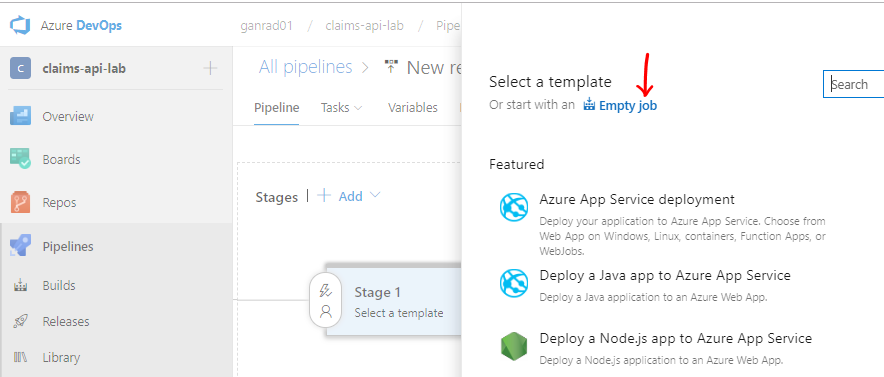 Azure DevOps
ganrad01 / claims-api-lab / Pipe
C claims-api-lab
All pipelines > New re
Pipeline Tasks Variables
Overview
Boards
Repos
Pipelines
Builds
Releases
Library
Stages | + Add
Stage 1
Select a template
Select a template
Or start with an Empty job
Search
Featured
Azure App Service deployment
Deploy your application to Azure App Service. Choose from
Web App on Windows, Linux, containers, Function Apps, or
WebJobs.
Deploy a Java app to Azure App Service
Deploy a Java application to an Azure Web App.
Deploy a Node.js app to Azure App Service
Deploy a Node.js application to an Azure Web App.